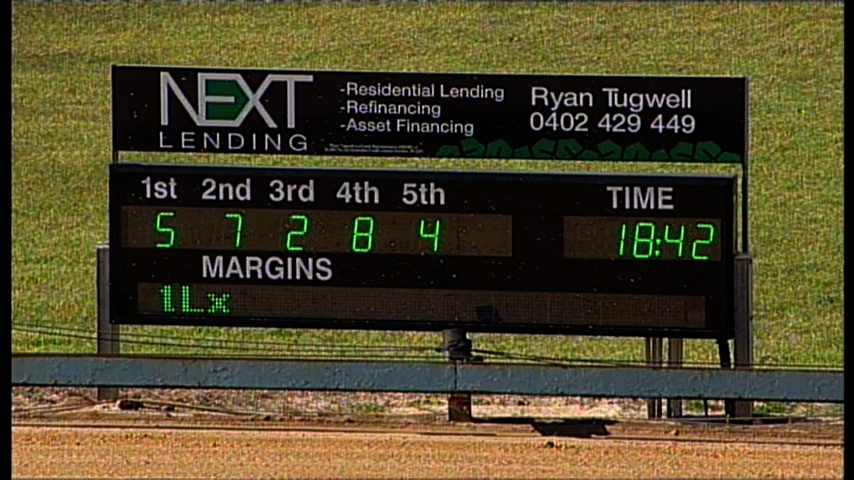 NEXT
LENDING
-Residential Lending
-Refinancing
-Asset Financing
Ryan Tugwell
0402 429 449
1st 2nd 3rd 4th 5th TIME
5 7 2 8 4 18:42
MARGINS
1Lx